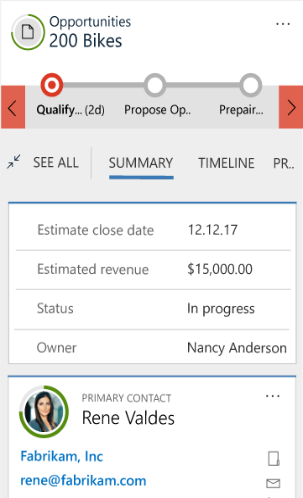 Opportunities
200 Bikes
...
Qualify... (2d) Propose Op.. Prepair...
SEE ALL SUMMARY TIMELINE PR..
Estimate close date 12.12.17
Estimated revenue $15,000.00
Status In progress
Owner Nancy Anderson
PRIMARY CONTACT ...
Rene Valdes
Fabrikam, Inc
rene@fabrikam.com